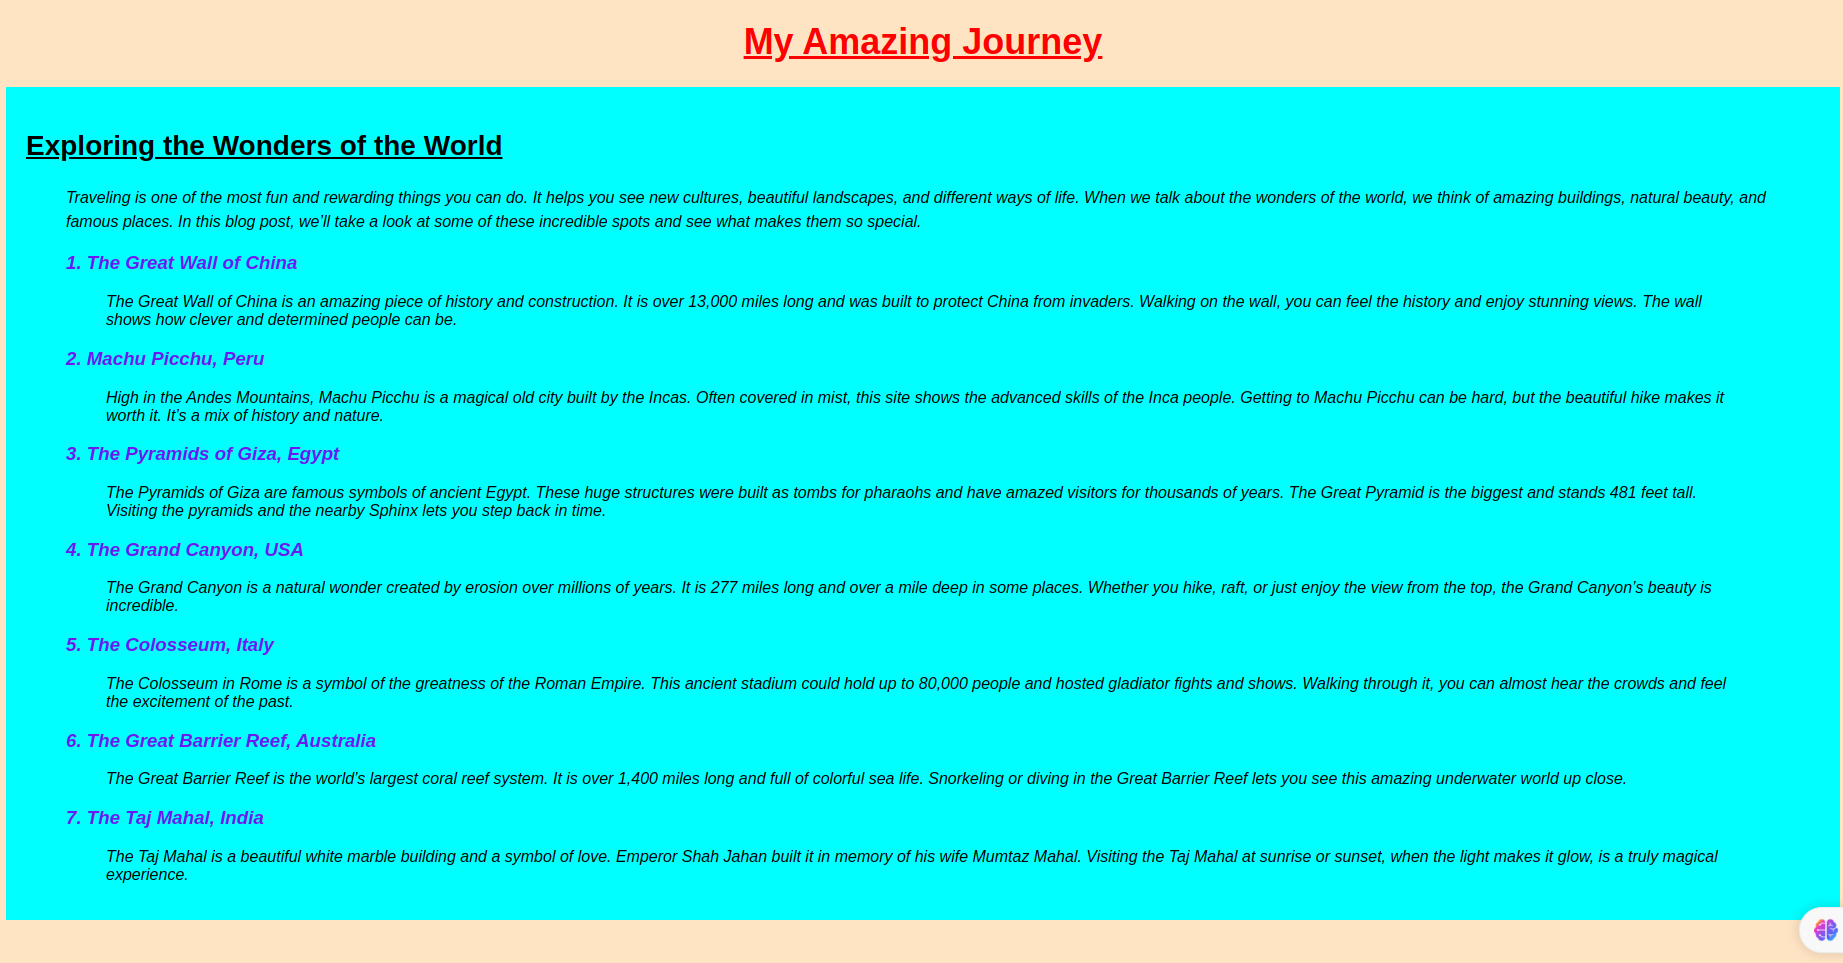 My Amazing Journey
Exploring the Wonders of the World
Traveling is one of the most fun and rewarding things you can do. It helps you see new cultures, beautiful landscapes, and different ways of life. When we talk about the wonders of the world, we think of amazing buildings, natural beauty, and
famous places. In this blog post, we’ll take a look at some of these incredible spots and see what makes them so special.
1. The Great Wall of China
The Great Wall of China is an amazing piece of history and construction. It is over 13,000 miles long and was built to protect China from invaders. Walking on the wall, you can feel the history and enjoy stunning views. The wall
shows how clever and determined people can be.
2. Machu Picchu, Peru
High in the Andes Mountains, Machu Picchu is a magical old city built by the Incas. Often covered in mist, this site shows the advanced skills of the Inca people. Getting to Machu Picchu can be hard, but the beautiful hike makes it
worth it. It’s a mix of history and nature.
3. The Pyramids of Giza, Egypt
The Pyramids of Giza are famous symbols of ancient Egypt. These huge structures were built as tombs for pharaohs and have amazed visitors for thousands of years. The Great Pyramid is the biggest and stands 481 feet tall.
Visiting the pyramids and the nearby Sphinx lets you step back in time.
4. The Grand Canyon, USA
The Grand Canyon is a natural wonder created by erosion over millions of years. It is 277 miles long and over a mile deep in some places. Whether you hike, raft, or just enjoy the view from the top, the Grand Canyon’s beauty is
incredible.
5. The Colosseum, Italy
The Colosseum in Rome is a symbol of the greatness of the Roman Empire. This ancient stadium could hold up to 80,000 people and hosted gladiator fights and shows. Walking through it, you can almost hear the crowds and feel
the excitement of the past.
6. The Great Barrier Reef, Australia
The Great Barrier Reef is the world’s largest coral reef system. It is over 1,400 miles long and full of colorful sea life. Snorkeling or diving in the Great Barrier Reef lets you see this amazing underwater world up close.
7. The Taj Mahal, India
The Taj Mahal is a beautiful white marble building and a symbol of love. Emperor Shah Jahan built it in memory of his wife Mumtaz Mahal. Visiting the Taj Mahal at sunrise or sunset, when the light makes it glow, is a truly magical
experience.